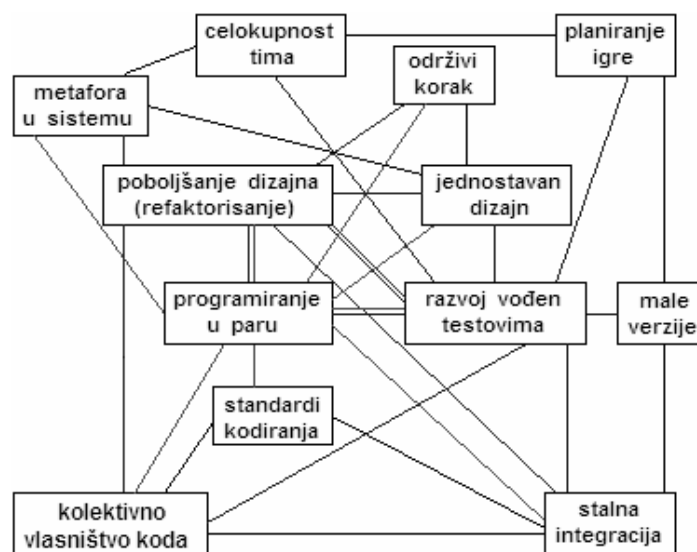 celokupnost
tima
planiranje
igre
održivi
korak
metafora
u sistemu
poboljšanje dizajna
(refaktorisanje)
jednostavan
dizajn
programiranje
u paru
razvoj vođen
testovima
male
verzije
standardi
kodiranja
kolektivno
vlasništvo koda
stalna
integracija